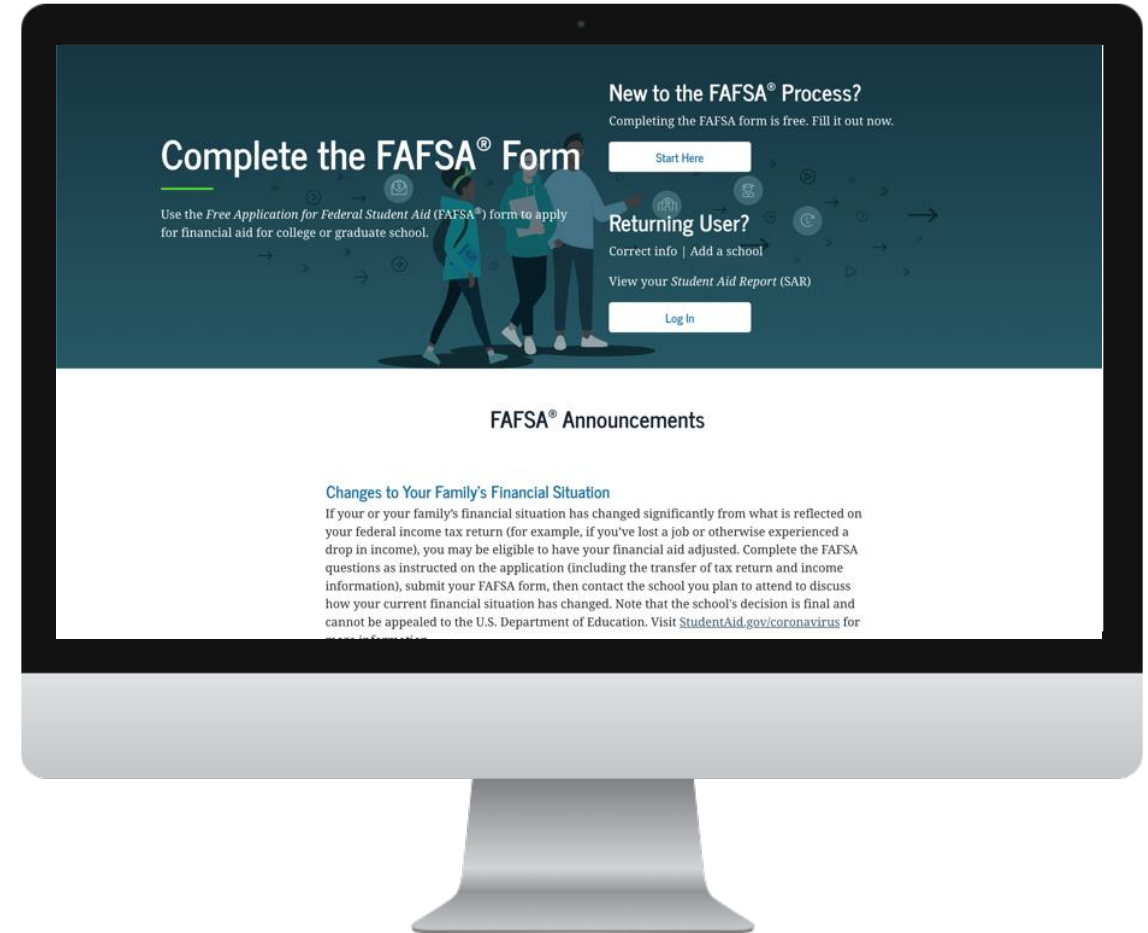 Complete the FAFSA® Form
Use the Free Application for Federal Student Aid (FAFSA®) form to apply
for financial aid for college or graduate school.
New to the FAFSA® Process?
Completing the FAFSA form is free. Fill it out now.
Start Here
Returning User?
Correct info | Add a school
View your Student Aid Report (SAR)
Log In
FAFSA® Announcements
Changes to Your Family's Financial Situation
If your or your family's financial situation has changed significantly from what is reflected on
your federal income tax return (for example, if you've lost a job or otherwise experienced a
drop in income), you may be eligible to have your financial aid adjusted. Complete the FAFSA
questions as instructed on the application (including the transfer of tax return and income
information), submit your FAFSA form, then contact the school you plan to attend to discuss
how your current financial situation has changed. Note that the school's decision is final and
cannot be appealed to the U.S. Department of Education. Visit StudentAid.gov/coronavirus for